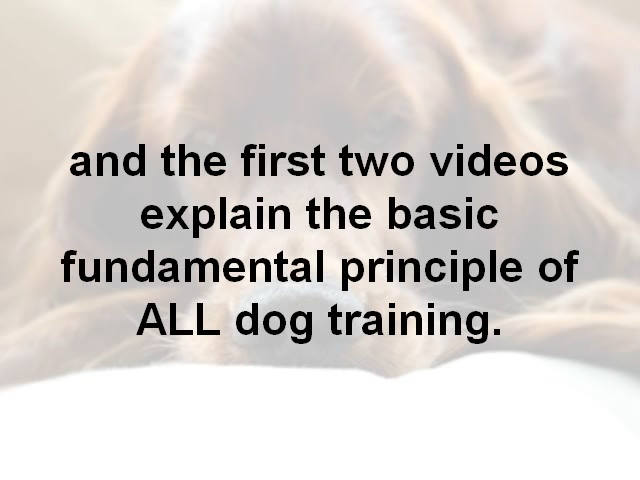 and the first two videos
explain the basic
fundamental principle of
ALL dog training.